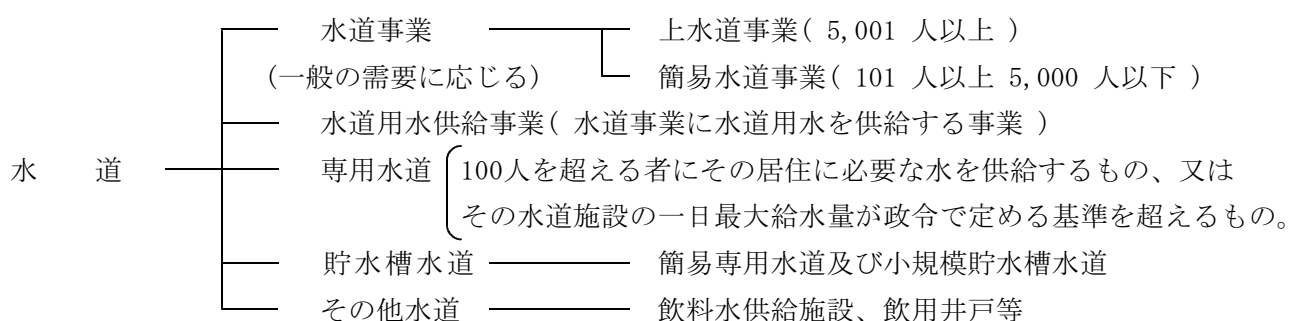 水道事業 上水道事業( 5,001 人以上 )
(一般の需要に応じる) 簡易水道事業( 101 人以上 5,000 人以下 )
水道用水供給事業( 水道事業に水道用水を供給する事業 )
水 道 専用水道 100人を超える者にその居住に必要な水を供給するもの、又は
その水道施設の一日最大給水量が政令で定める基準を超えるもの。
貯水槽水道 簡易専用水道及び小規模貯水槽水道
その他水道 飲料水供給施設、飲用井戸等